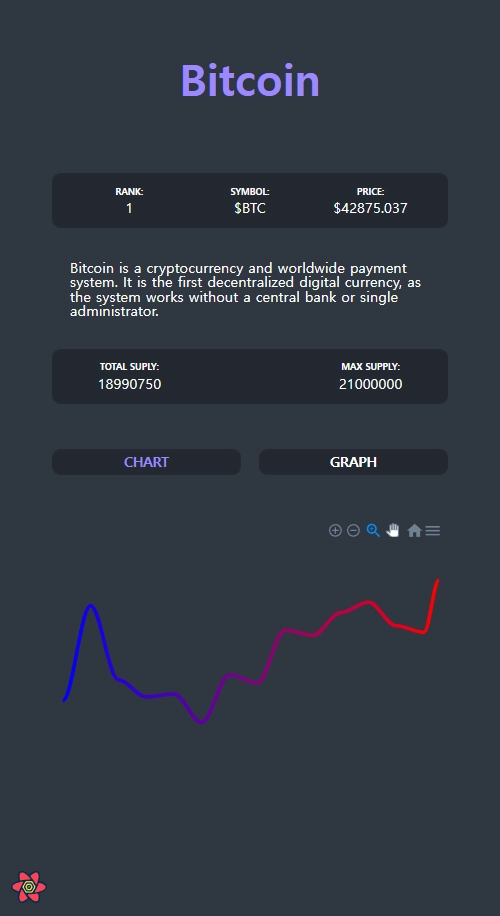 Bitcoin
RANK: SYMBOL: PRICE:
1 $BTC $42875.037
Bitcoin is a cryptocurrency and worldwide payment
system. It is the first decentralized digital currency, as
the system works without a central bank or single
administrator.
TOTAL SUPLY: MAX SUPPLY:
18990750 21000000
CHART GRAPH